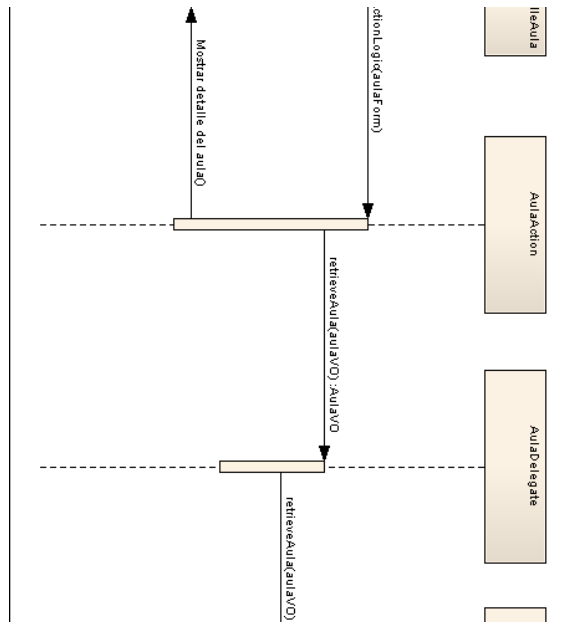 lleAula
ctionLogic(aulaForm)
Mostrar detalle del aula()
AulaAction
retrieveAula(aulaVO) :AulaVO
AulaDelegate
retrieveAula(aulaVO)